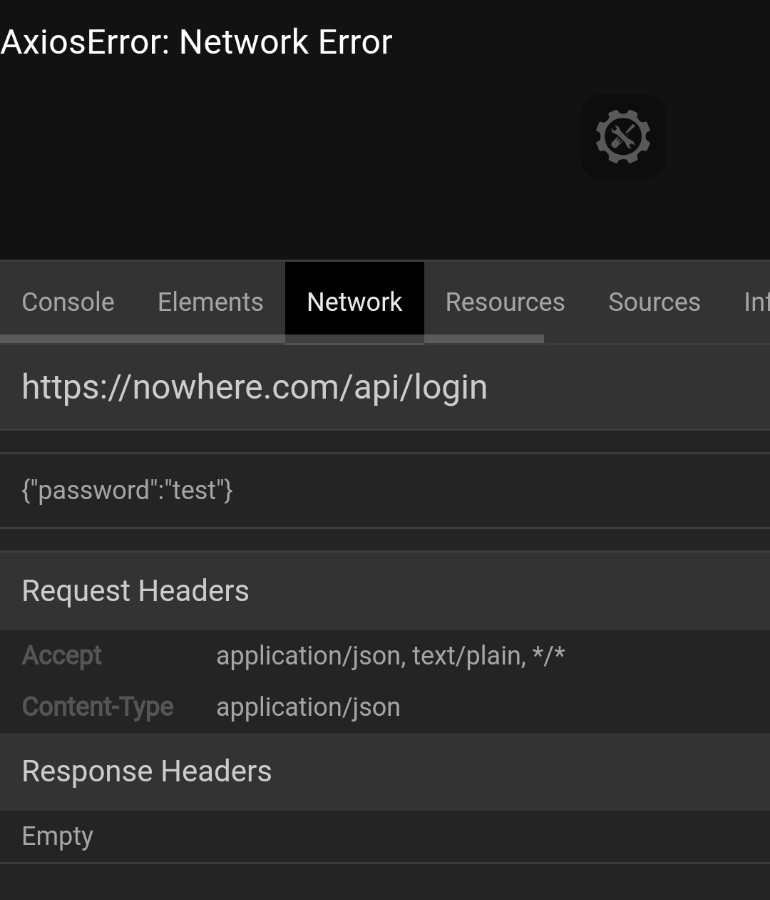 AxiosError: Network Error
Console Elements Network Resources Sources
https://nowhere.com/api/login
{"password":"test"}
Request Headers
Accept application/json, text/plain, */*
Content-Type application/json
Response Headers
Empty